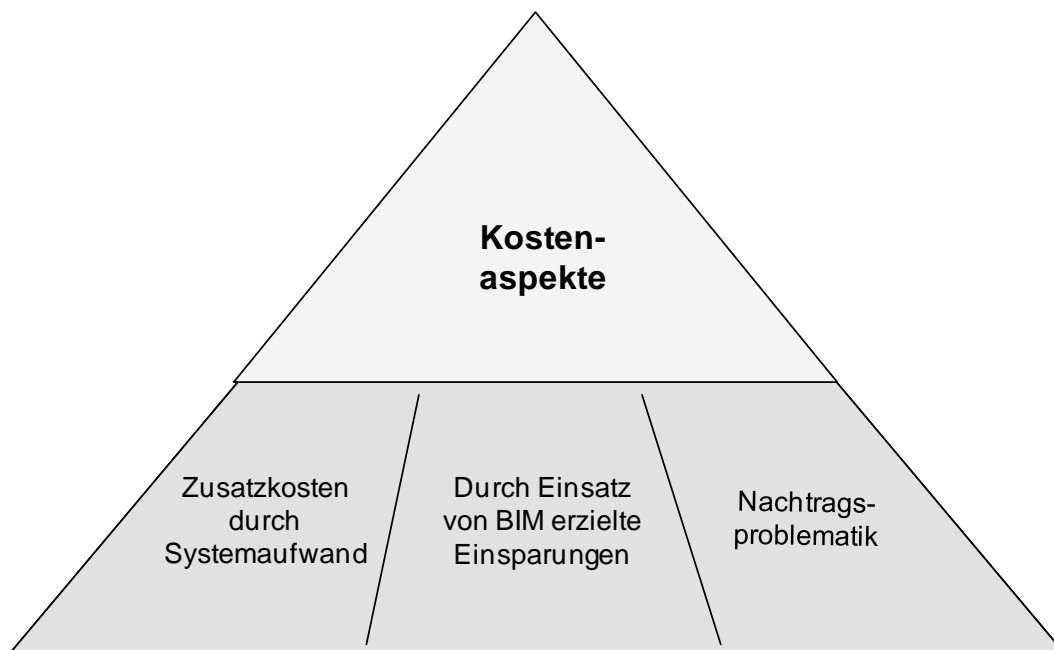 Kosten-
aspekte
Zusatzkosten
durch
Systemaufwand
Durch Einsatz
von BIM erzielte
Einsparungen
Nachtrags-
problematik